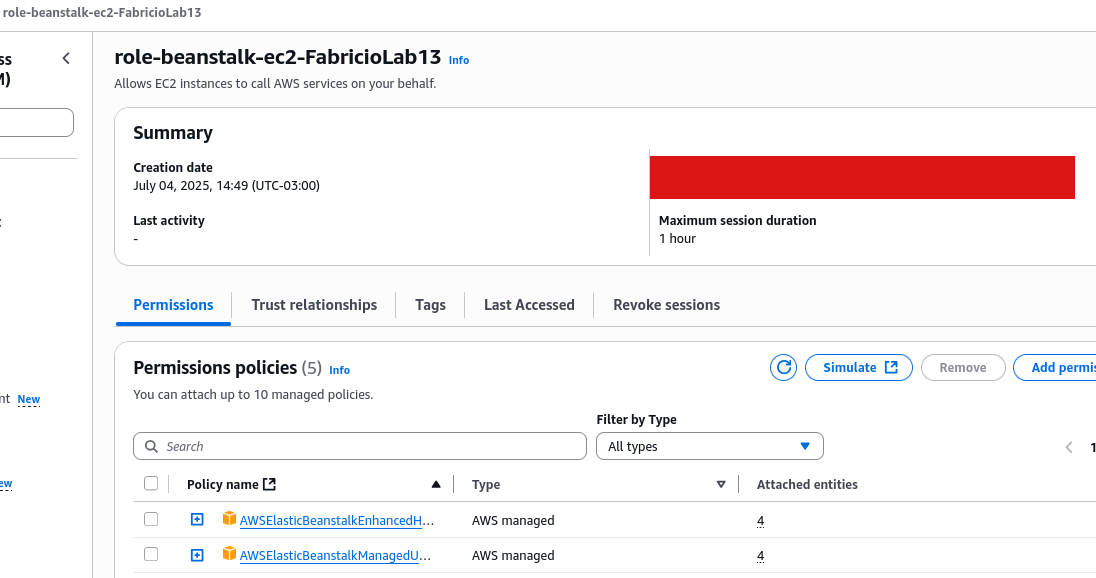 role-beanstalk-ec2-FabricioLab13
role-beanstalk-ec2-FabricioLab13 Info
Allows EC2 instances to call AWS services on your behalf.
Summary
Creation date
July 04, 2025, 14:49 (UTC-03:00)
Last activity
-
Maximum session duration
1 hour
Permissions
Trust relationships
Tags
Last Accessed
Revoke sessions
Permissions policies (5) Info
You can attach up to 10 managed policies.
Simulate
Remove
Add permis
Search
Filter by Type
All types
1
Policy name
Type
Attached entities
AWSElasticBeanstalkEnhancedH...
AWS managed
4
AWSElasticBeanstalkManagedU...
AWS managed
4
New